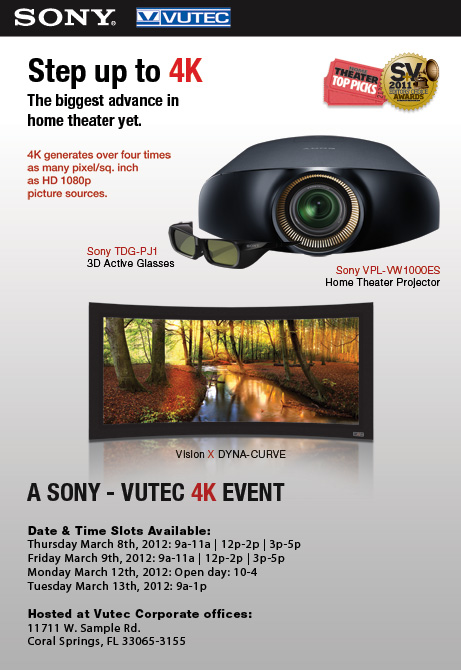 SONY VUTEC
Step up to 4K
The biggest advance in
home theater yet.
THEATER
TOP PICKS
SV
2011
AWARDS
4K generates over four times
as many pixel/sq. inch
as HD 1080p
picture sources.
SONY
Sony TDG-PJ1
3D Active Glasses
Sony VPL-VW1000ES
Home Theater Projector
Vision X DYNA-CURVE
A SONY - VUTEC 4K EVENT
Date & Time Slots Available:
Thursday March 8th, 2012: 9a-11a | 12p-2p | 3p-5p
Friday March 9th, 2012: 9a-11a | 12p-2p | 3p-5p
Monday March 12th, 2012: Open day: 10-4
Tuesday March 13th, 2012: 9a-1p
Hosted at Vutec Corporate offices:
11711 W. Sample Rd.
Coral Springs, FL 33065-3155